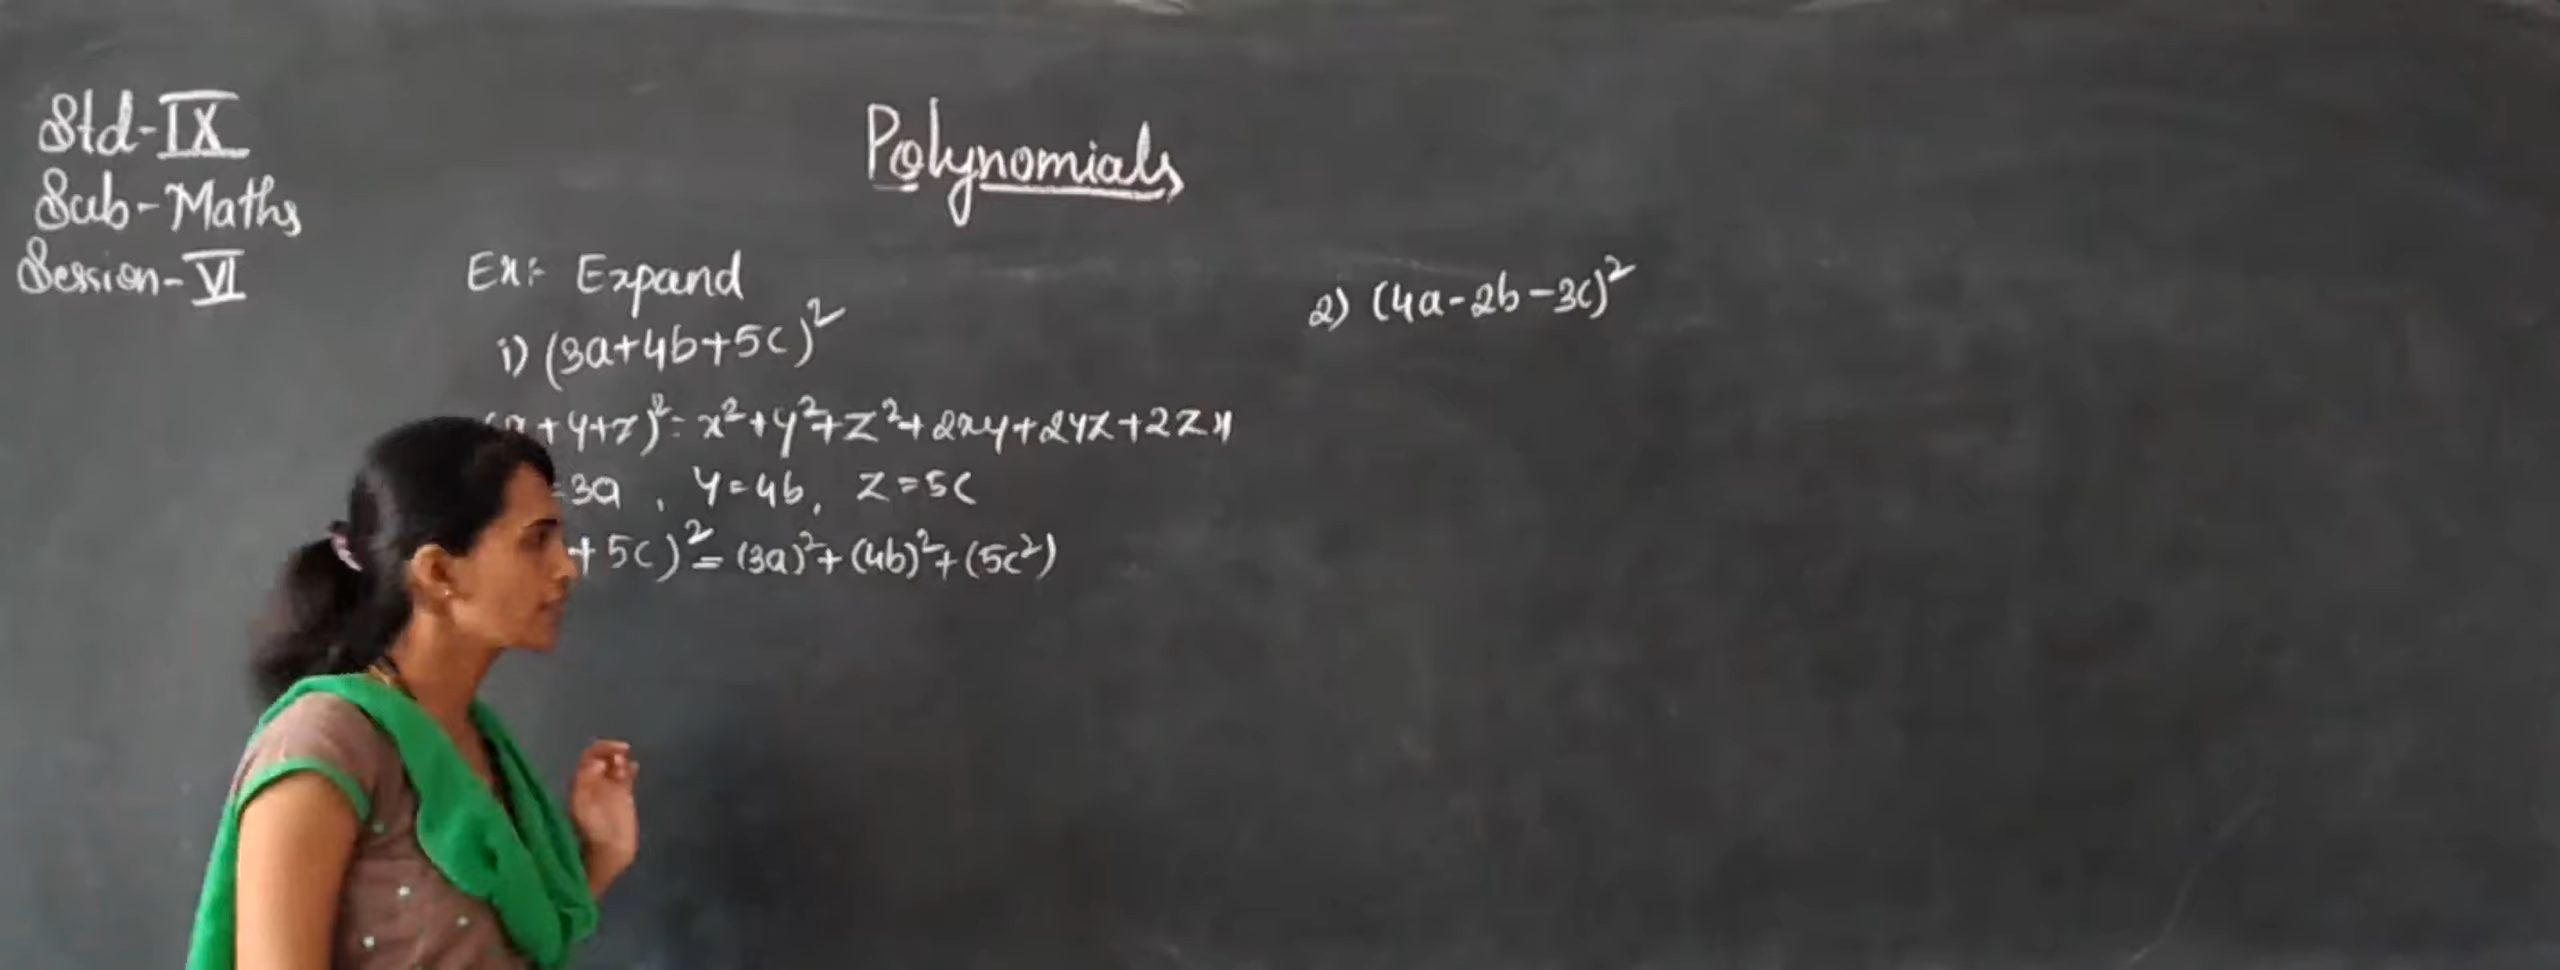 Std-IX
Sub-Maths
Session-VI
Polynomials
Ex:- Expand
i) (3a+4b+5c)²
(x+y+z)²= x²+y²+z²+2xy+2yz+2zx
=3a , y=4b, z=5c
+5c)²= (3a)²+(4b)²+(5c²)
2) (4a-2b-3c)²